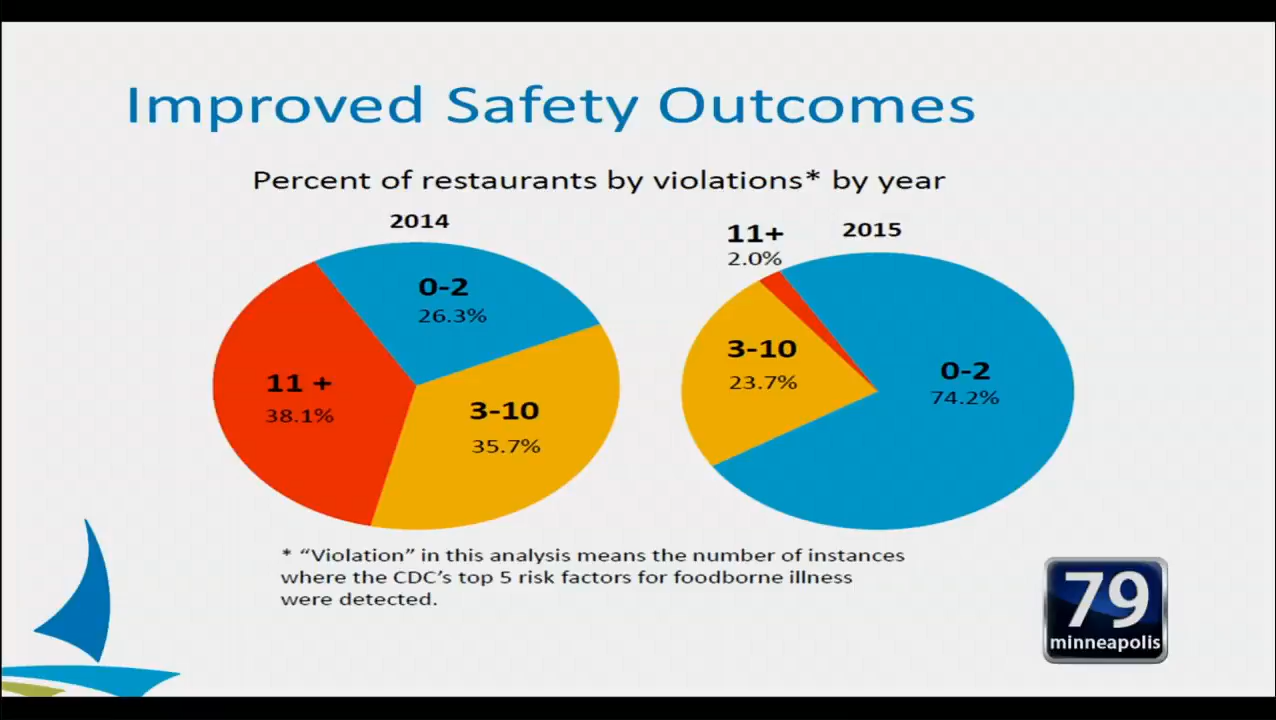 Improved Safety Outcomes
Percent of restaurants by violations* by year
2014
0-2
26.3%
11 +
38.1%
3-10
35.7%
2015
11+
2.0%
3-10
23.7%
0-2
74.2%
* “Violation” in this analysis means the number of instances
where the CDC’s top 5 risk factors for foodborne illness
were detected.
79
minneapolis